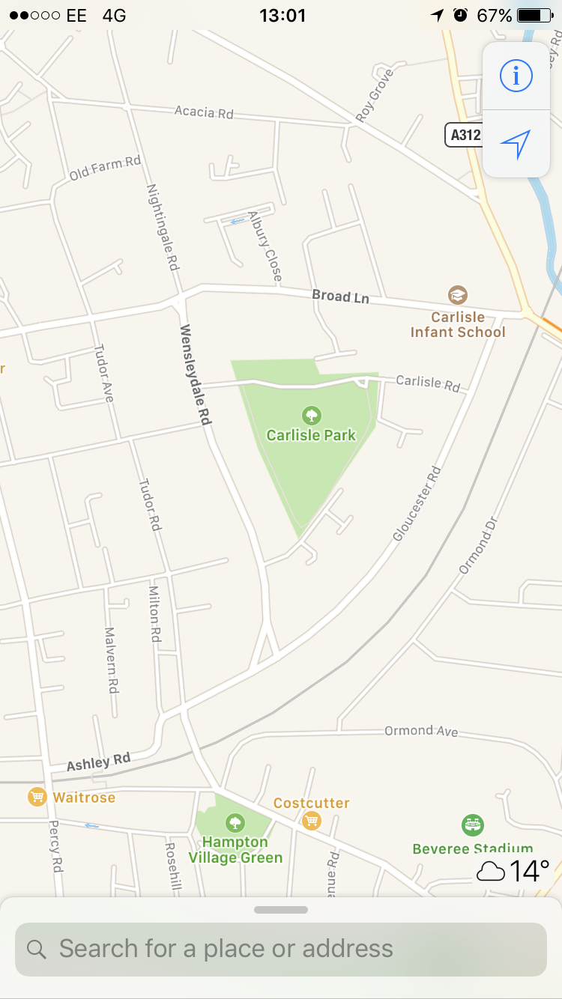 EE 4G 13:01 67%
Roy Grove
Acacia Rd
A312
Old Farm Rd
Nightingale Rd
Albury Close
Broad Ln
Carlisle
Infant School
Wensleydale Rd
Tudor Ave
Carlisle Rd
Carlisle Park
Gloucester Rd
Tudor Rd
Ormond Dr
Milton Rd
Malvern Rd
Ormond Ave
Ashley Rd
Waitrose
Costcutter
Percy Rd
Hampton
Village Green
Rosehill
Beveree Stadium
14°
Search for a place or address